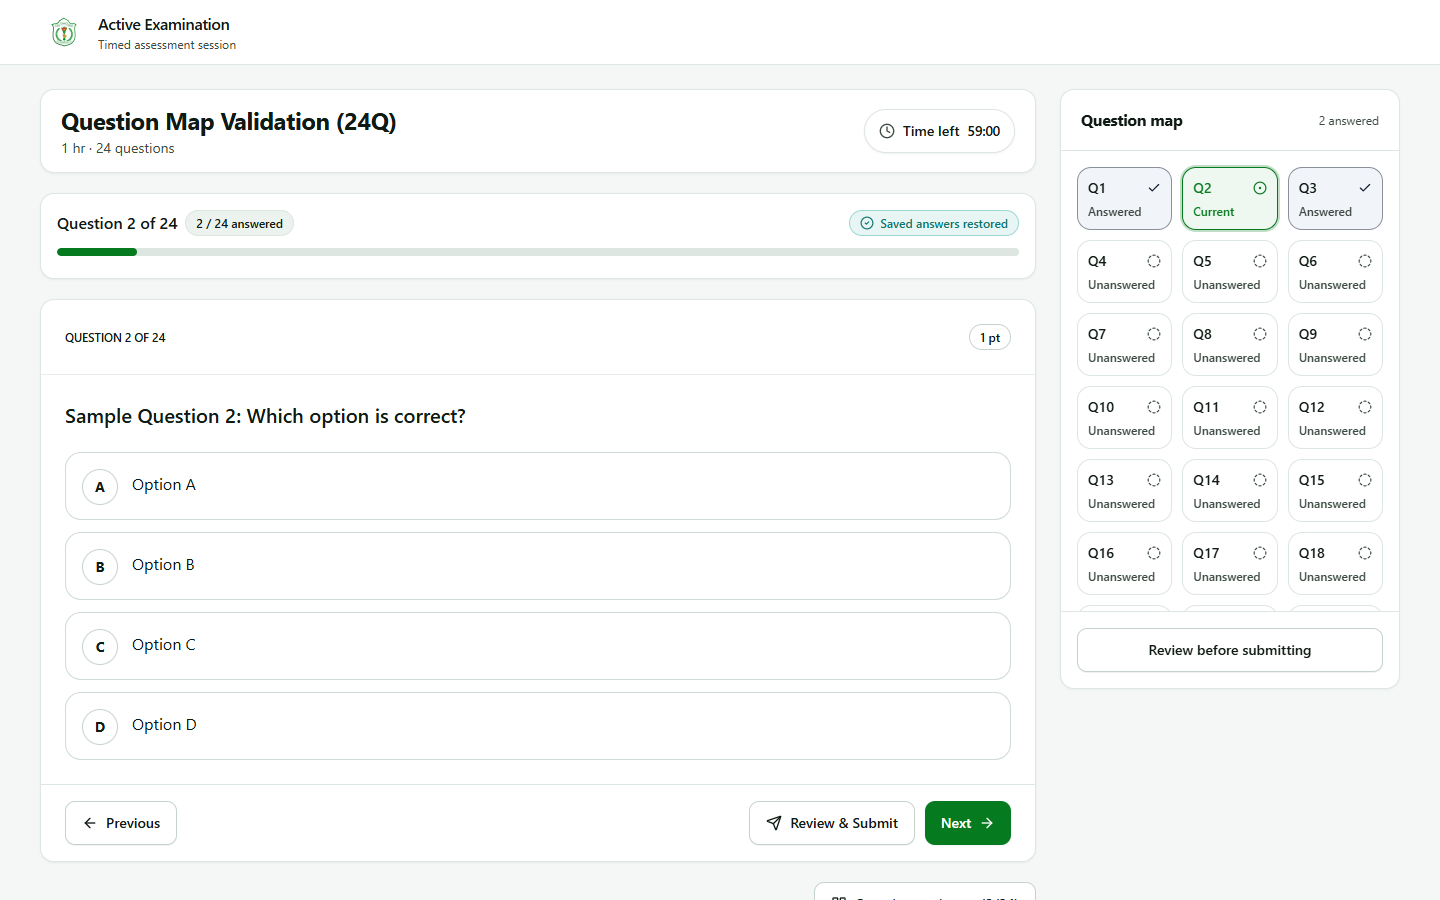 Active Examination
Timed assessment session
Question Map Validation (24Q)
1 hr · 24 questions
Time left 59:00
Question 2 of 24
2 / 24 answered
Saved answers restored
QUESTION 2 OF 24
1 pt
Sample Question 2: Which option is correct?
A Option A
B Option B
C Option C
D Option D
Previous
Review & Submit
Next
Question map
2 answered
Q1
Answered
Q2
Current
Q3
Answered
Q4
Unanswered
Q5
Unanswered
Q6
Unanswered
Q7
Unanswered
Q8
Unanswered
Q9
Unanswered
Q10
Unanswered
Q11
Unanswered
Q12
Unanswered
Q13
Unanswered
Q14
Unanswered
Q15
Unanswered
Q16
Unanswered
Q17
Unanswered
Q18
Unanswered
Review before submitting